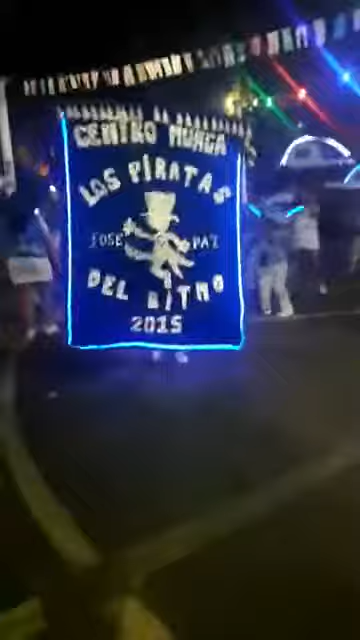 CENTRO MURGA
LOS PIRATAS
JOSE PAZ
DEL RITMO
2015